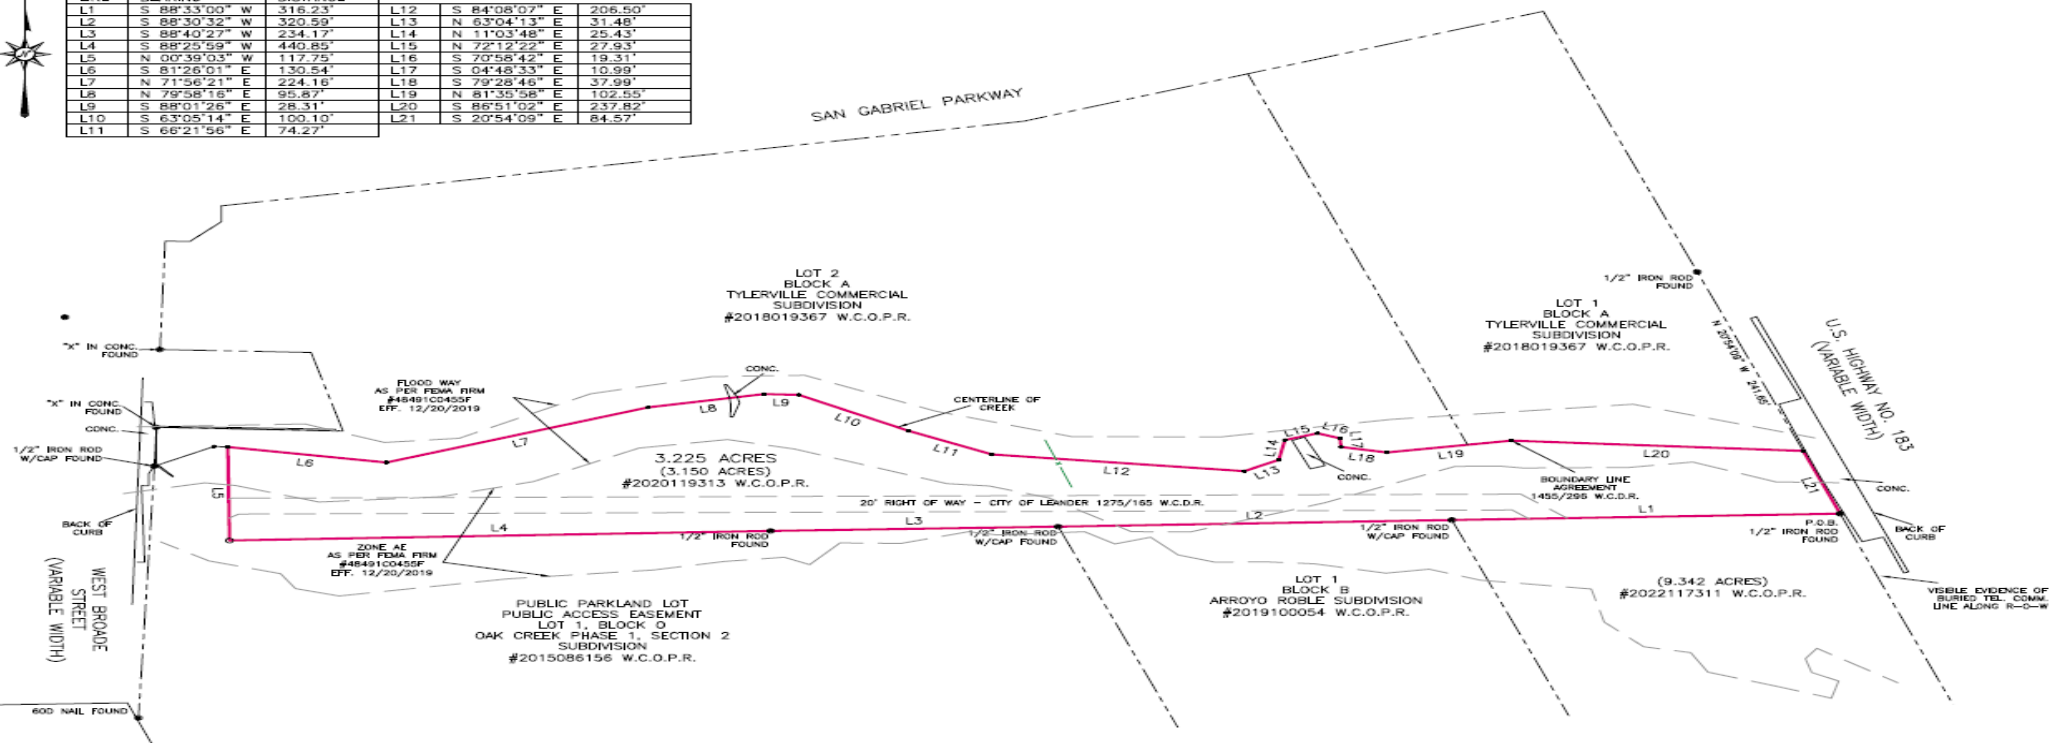 L1 S 88°33'00" W 316.23' L12 S 84°08'07" E 206.50'
L2 S 88°30'32" W 320.59' L13 N 63°04'13" E 31.48'
L3 S 88°40'27" W 234.17' L14 N 11°03'48" E 25.43'
L4 S 88°25'59" W 440.85' L15 N 72°12'22" E 27.93'
L5 N 00°39'03" W 117.75' L16 S 70°58'42" E 19.31'
L6 S 81°26'01" E 130.54' L17 S 04°48'33" E 10.99'
L7 N 71°56'21" E 224.16' L18 S 79°28'46" E 37.99'
L8 N 79°58'16" E 95.87' L19 N 81°35'58" E 102.55'
L9 S 88°01'26" E 28.31' L20 S 86°51'02" E 237.82'
L10 S 63°05'14" E 100.10' L21 S 20°54'09" E 84.57'
L11 S 66°21'56" E 74.27'
SAN GABRIEL PARKWAY
LOT 2
BLOCK A
TYLERVILLE COMMERCIAL
SUBDIVISION
#2018019367 W.C.O.P.R.
1/2" IRON ROD
FOUND
LOT 1
BLOCK A
TYLERVILLE COMMERCIAL
SUBDIVISION
#2018019367 W.C.O.P.R.
N 20°54'09" W 241.65'
U.S. HIGHWAY NO. 183
(VARIABLE WIDTH)
"X" IN CONC.
FOUND
"X" IN CONC
FOUND
CONC.
1/2" IRON ROD
W/CAP FOUND
FLOOD WAY
AS PER FEMA FIRM
#48491C0455F
EFF. 12/20/2019
CONC.
CENTERLINE OF
CREEK
L5
L6
L7
L8
L9
L10
L11
L12
L13
L14
L15
L16
L17
L18
L19
L20
L21
CONC.
3.225 ACRES
(3.150 ACRES)
#2020119313 W.C.O.P.R.
BOUNDARY LINE
AGREEMENT
1455/296 W.C.D.R.
CONC.
20' RIGHT OF WAY - CITY OF LEANDER 1275/165 W.C.D.R.
L4
L3
L2
L1
1/2" IRON ROD
FOUND
1/2" IRON ROD
W/CAP FOUND
1/2" IRON ROD
W/CAP FOUND
P.O.B.
1/2" IRON ROD
FOUND
BACK OF
CURB
BACK OF
CURB
ZONE AE
AS PER FEMA FIRM
#48491C0455F
EFF. 12/20/2019
WEST BROADE
STREET
(VARIABLE WIDTH)
PUBLIC PARKLAND LOT
PUBLIC ACCESS EASEMENT
LOT 1, BLOCK O
OAK CREEK PHASE 1, SECTION 2
SUBDIVISION
#2015086156 W.C.O.P.R.
LOT 1
BLOCK B
ARROYO ROBLE SUBDIVISION
#2019100054 W.C.O.P.R.
(9.342 ACRES)
#2022117311 W.C.O.P.R.
VISIBLE EVIDENCE OF
BURIED TEL. COMM.
LINE ALONG R-O-W
60D NAIL FOUND